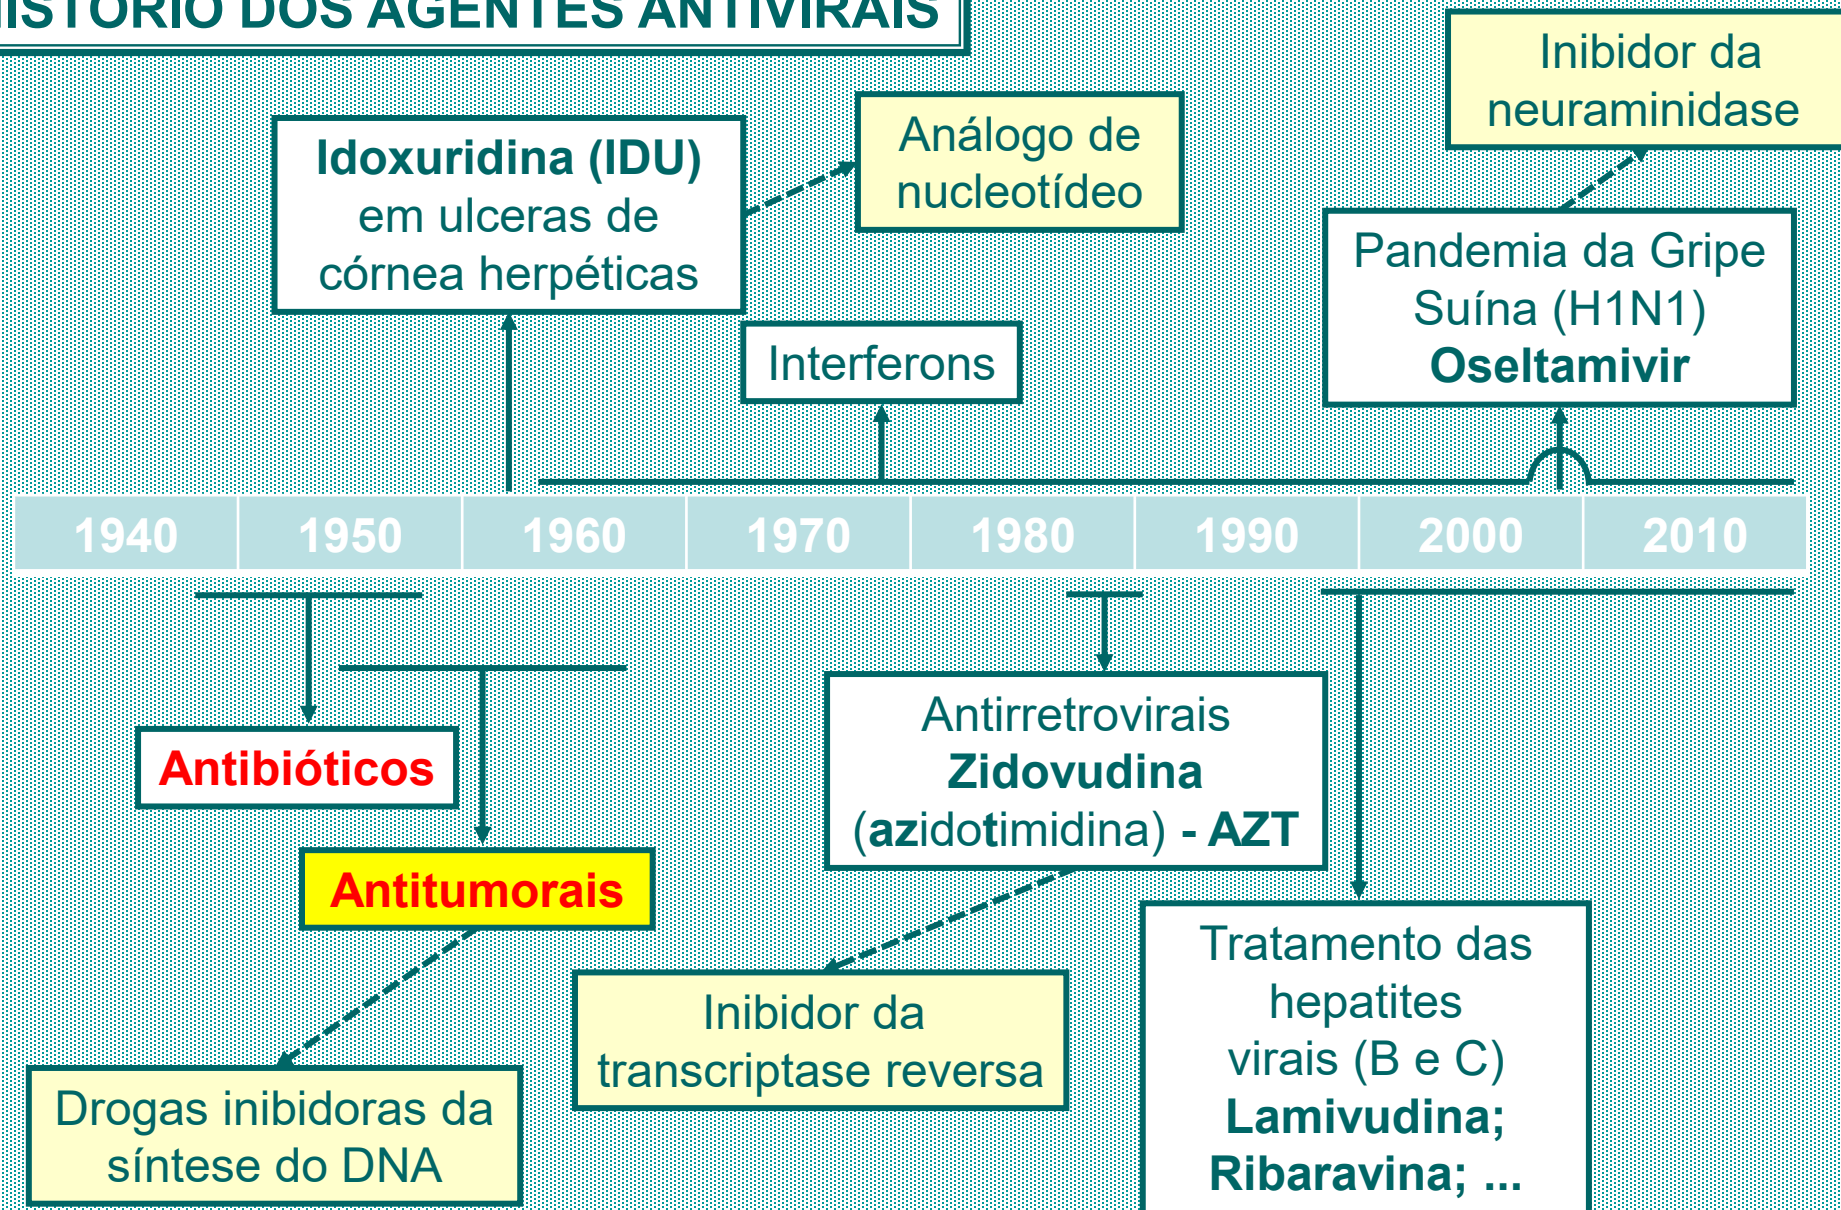 HISTÓRIO DOS AGENTES ANTIVIRAIS
Inibidor da
neuraminidase
Idoxuridina (IDU)
em ulceras de
córnea herpéticas
Análogo de
nucleotídeo
Pandemia da Gripe
Suína (H1N1)
Oseltamivir
Interferons
1940 1950 1960 1970 1980 1990 2000 2010
Antibióticos
Antirretrovirais
Zidovudina
(azidotimidina) - AZT
Antitumorais
Tratamento das
hepatites
virais (B e C)
Lamivudina;
Ribaravina; ...
Inibidor da
transcriptase reversa
Drogas inibidoras da
síntese do DNA